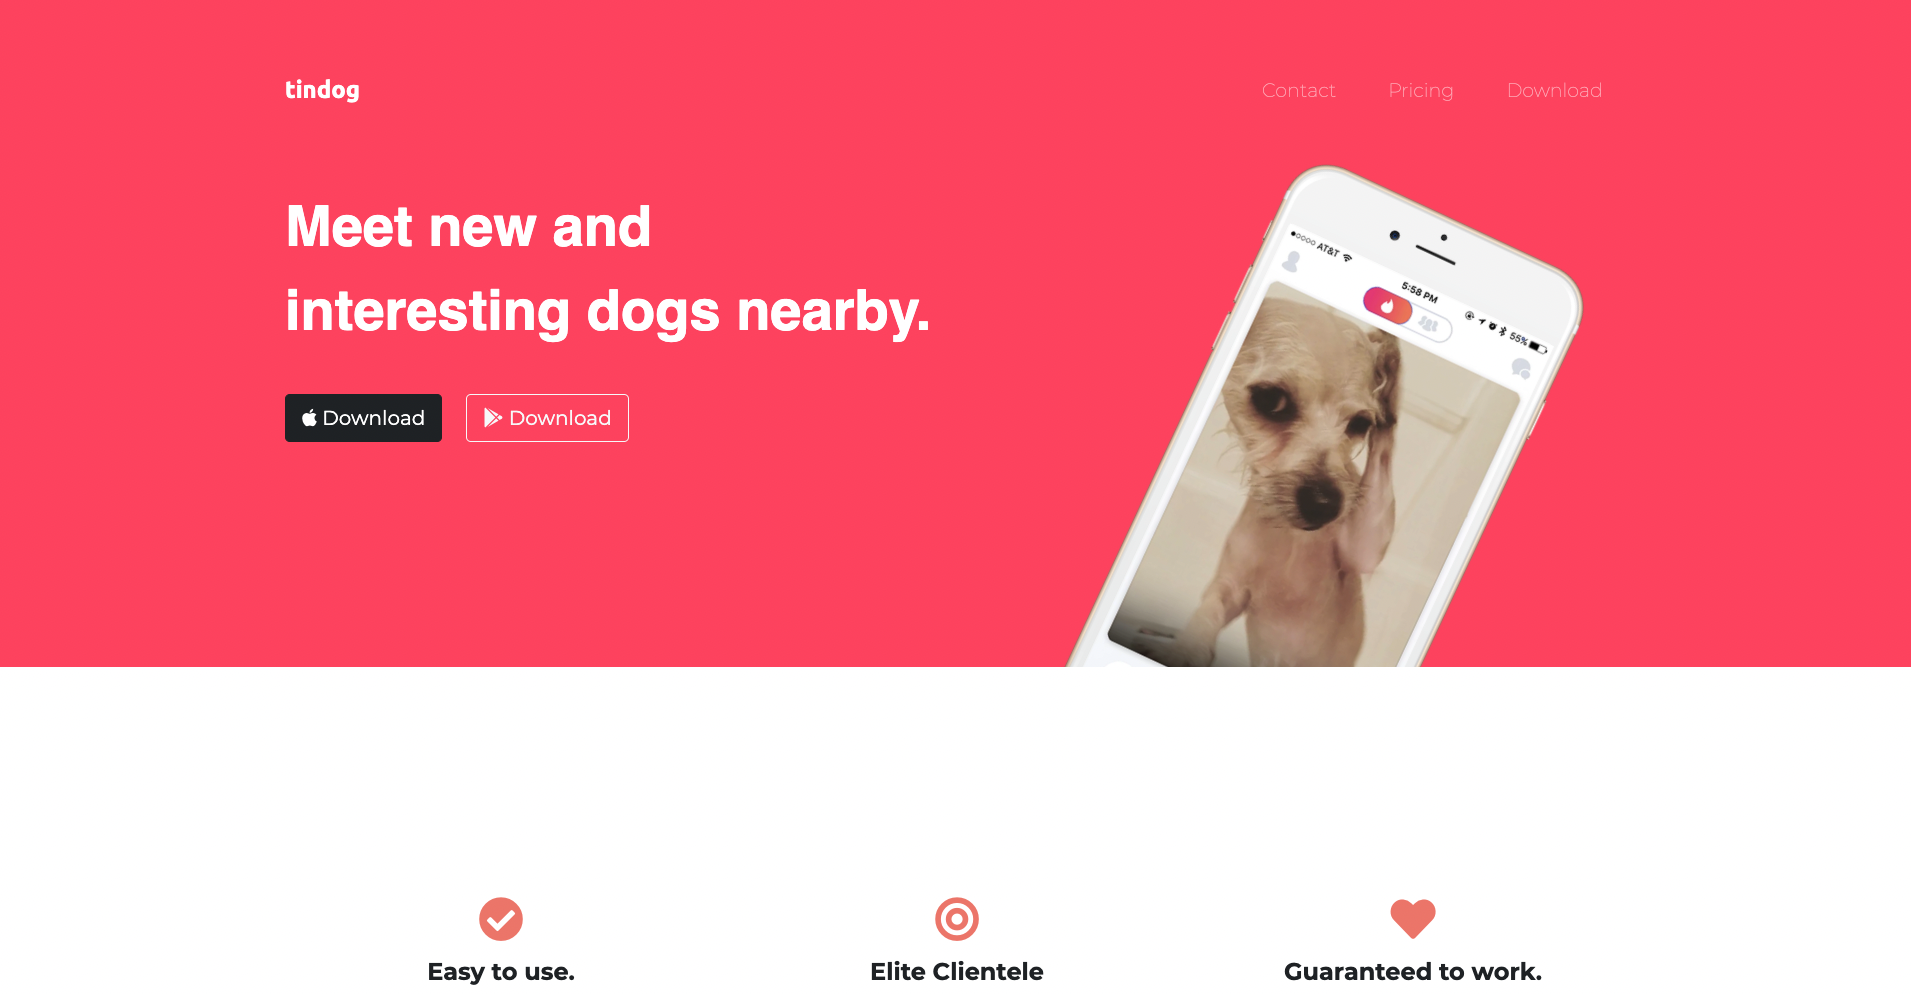 tindog
Contact Pricing Download
Meet new and
interesting dogs nearby.
Download Download
AT&T
5:58 PM
55%
Easy to use. Elite Clientele Guaranteed to work.